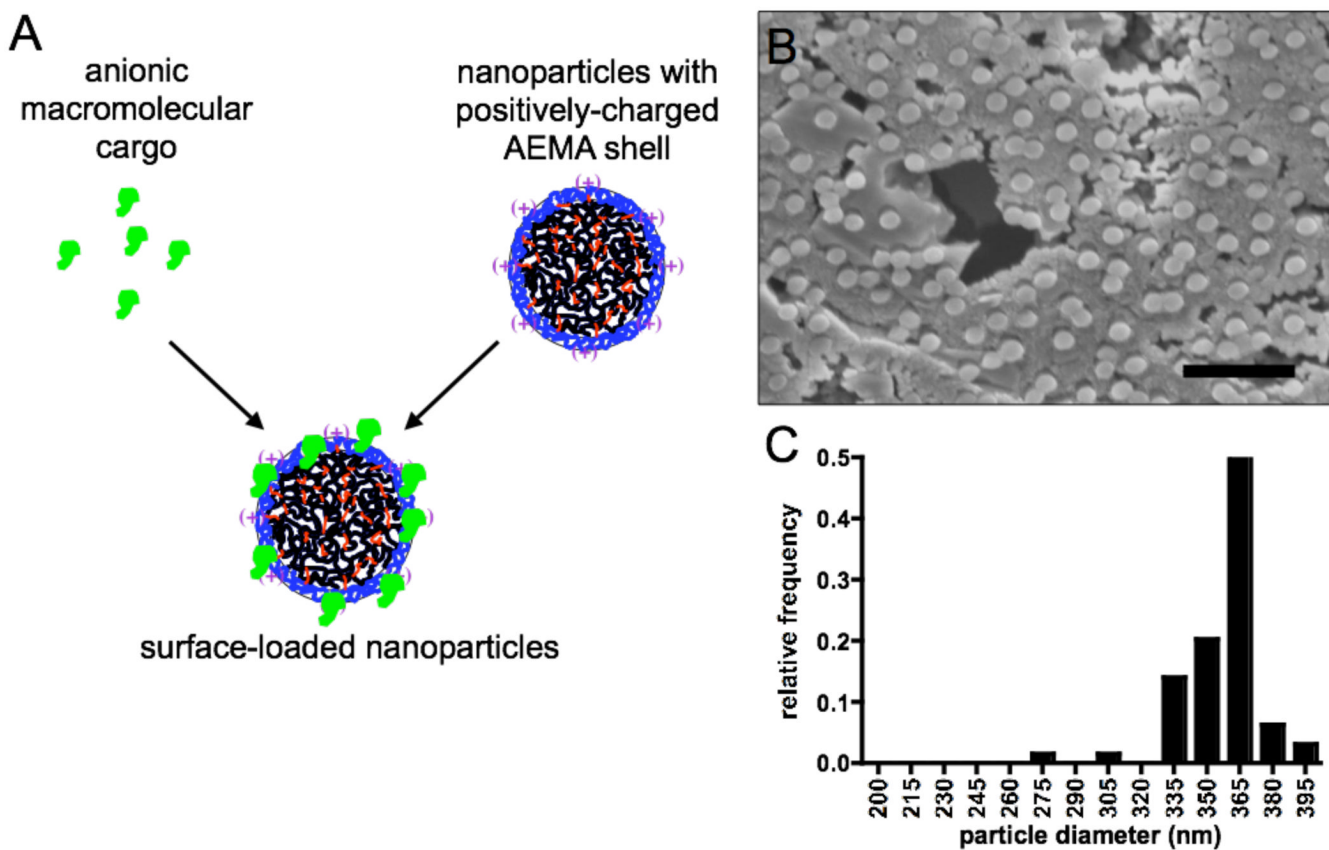 A
anionic
macromolecular
cargo
nanoparticles with
positively-charged
AEMA shell
(+)
(+)
(+)
(+)
(+)
(+)
(+)
(+)
(+)
(+)
(+)
(+)
surface-loaded nanoparticles
B
C
0.5
0.4
0.3
0.2
0.1
0.0
relative frequency
200
215
230
245
260
275
290
305
320
335
350
365
380
395
particle diameter (nm)